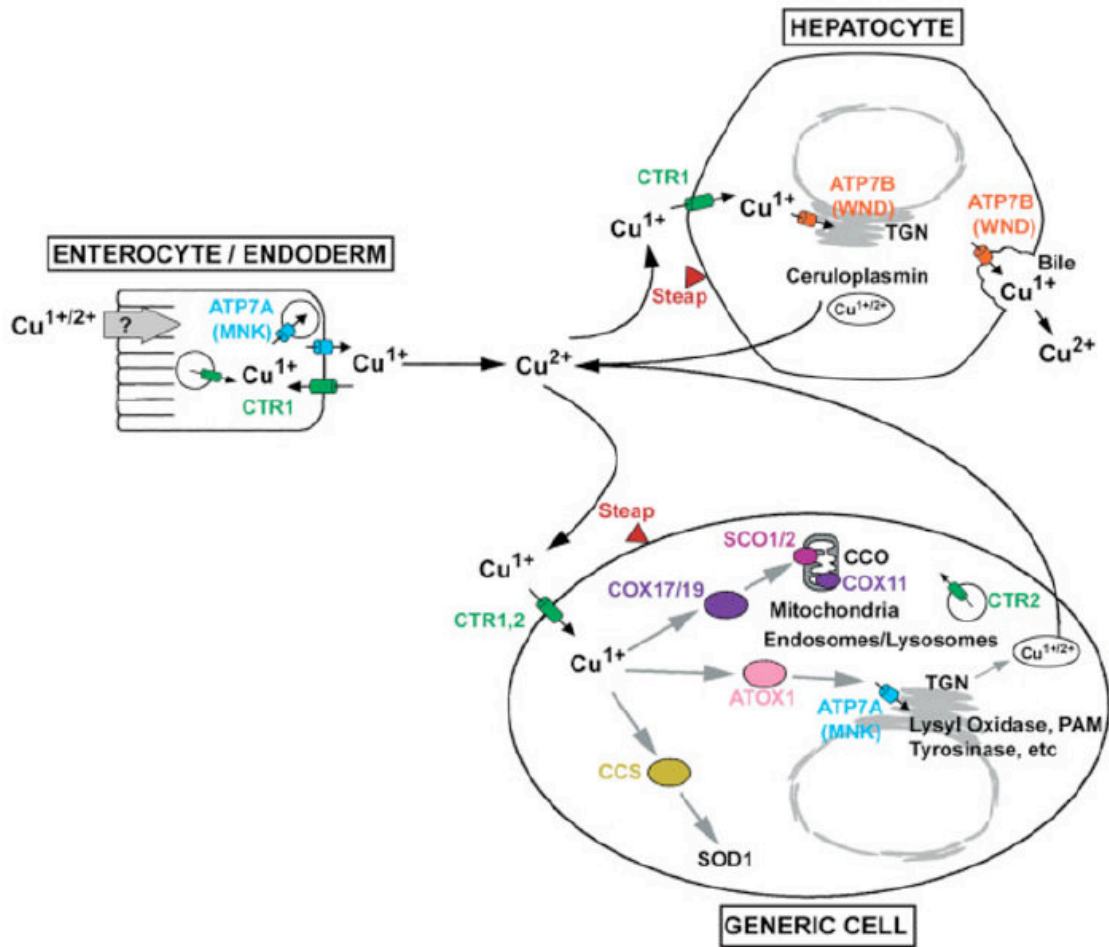 HEPATOCYTE
CTR1
Cu1+
Cu1+
ATP7B
(WND)
TGN
ATP7B
(WND)
Bile
Cu1+
Cu2+
Steap
Ceruloplasmin
Cu1+/2+
ENTEROCYTE / ENDODERM
Cu1+/2+
?
ATP7A
(MNK)
Cu1+
CTR1
Cu1+
Cu2+
Steap
Cu1+
CTR1,2
Cu1+
SCO1/2
CCO
COX17/19
COX11
Mitochondria
CTR2
Endosomes/Lysosomes
Cu1+/2+
ATOX1
TGN
ATP7A
(MNK)
Lysyl Oxidase, PAM
Tyrosinase, etc
CCS
SOD1
GENERIC CELL